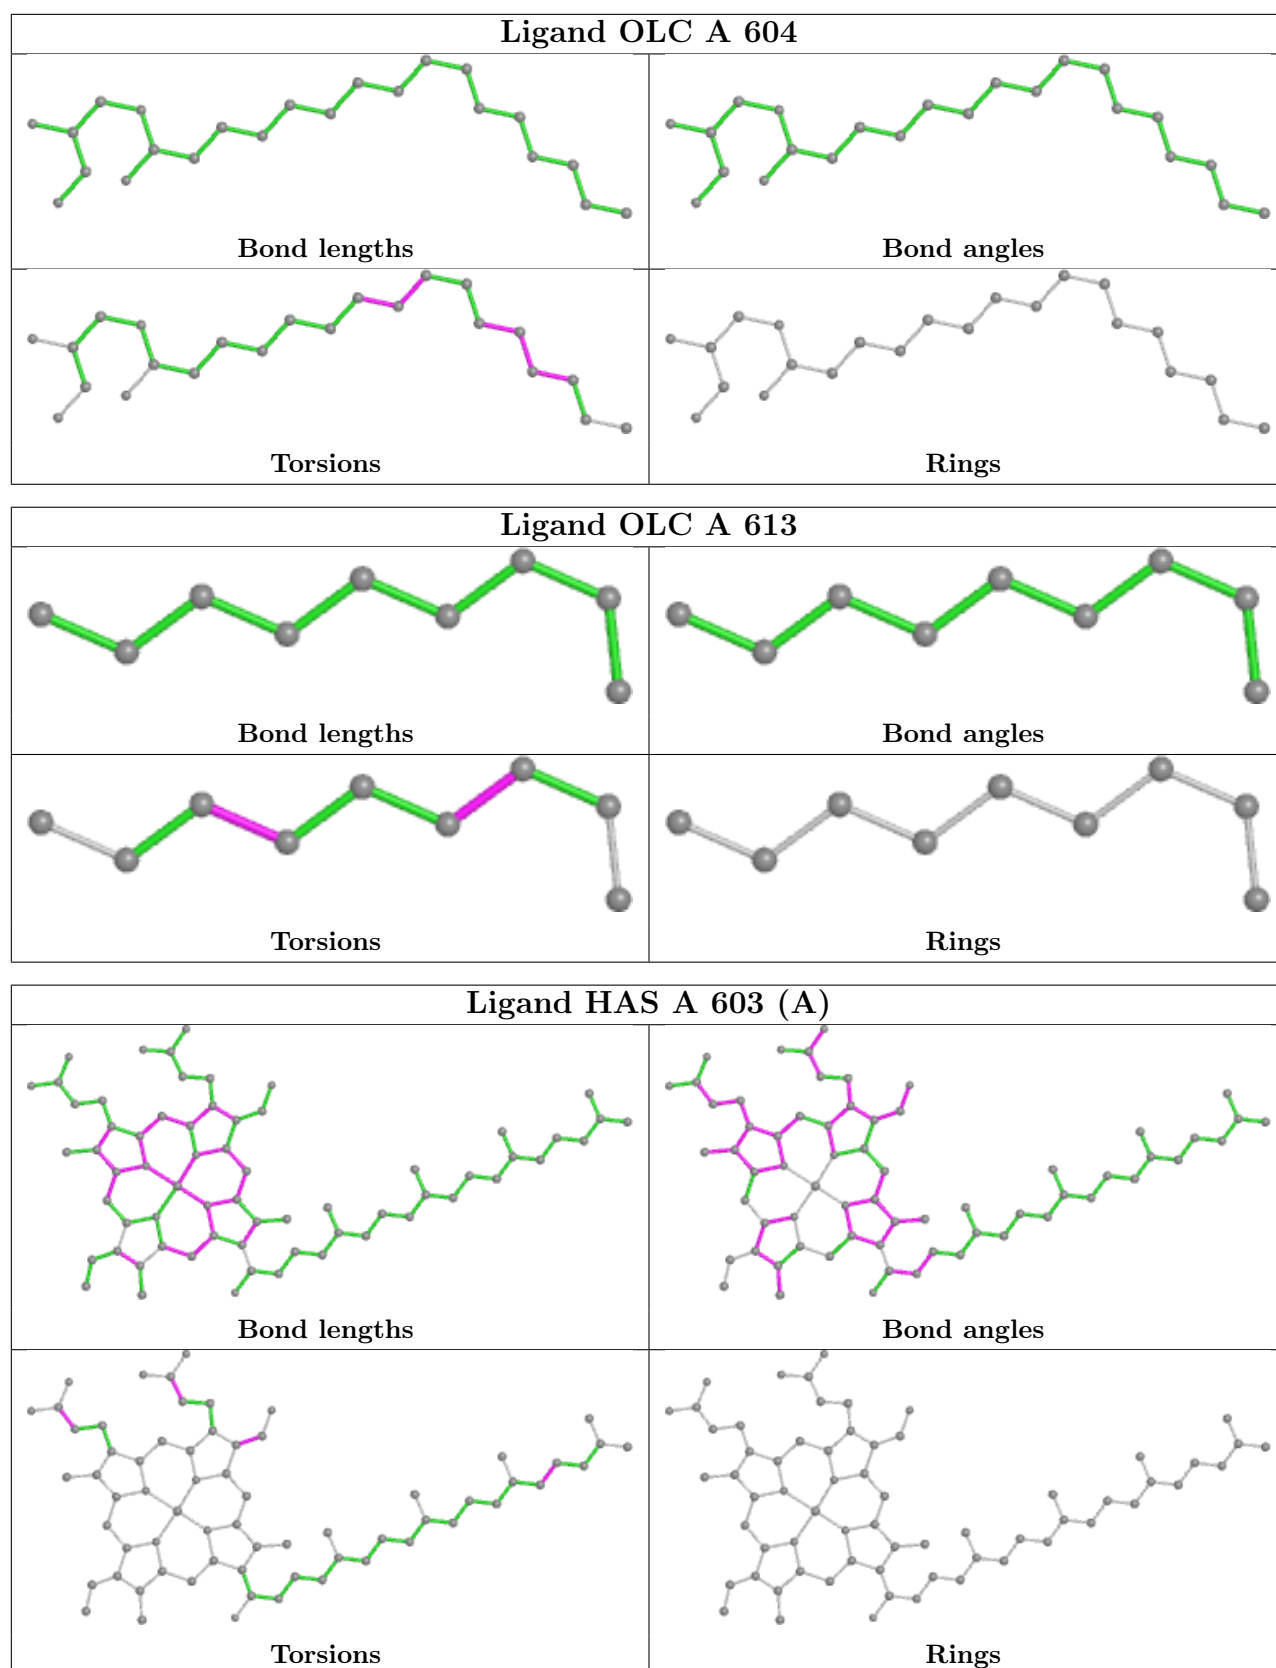 Ligand OLC A 604
Bond lengths
Bond angles
Torsions
Rings
Ligand OLC A 613
Bond lengths
Bond angles
Torsions
Rings
Ligand HAS A 603 (A)
Bond lengths
Bond angles
Torsions
Rings